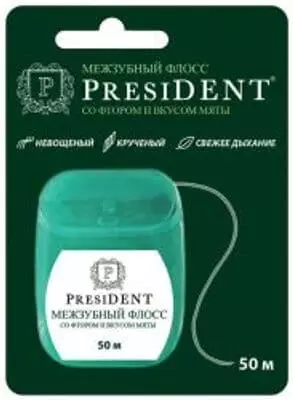 МЕЖЗУБНЫЙ ФЛОСС
P
PRESIDENT®
СО ФТОРОМ И ВКУСОМ МЯТЫ
НЕВОЩЕНЫЙ КРУЧЕНЫЙ СВЕЖЕЕ ДЫХАНИЕ
P
PRESIDENT
МЕЖЗУБНЫЙ ФЛОСС
СО ФТОРОМ И ВКУСОМ МЯТЫ
50 м
50 м